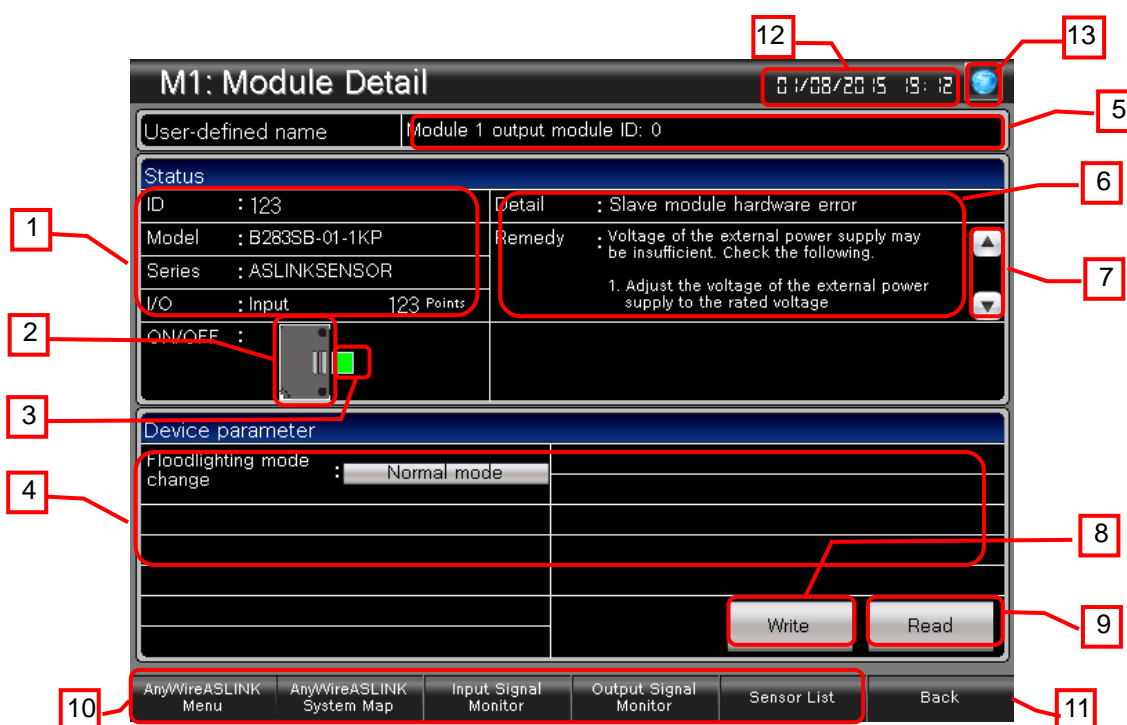 12
13
M1: Module Detail
01/08/2015 19:12
5
User-defined name
Module 1 output module ID: 0
Status
6
1
ID : 123
Detail : Slave module hardware error
Model : B283SB-01-1KP
Remedy : Voltage of the external power supply may
be insufficient. Check the following.
Series : ASLINKSENSOR
7
1. Adjust the voltage of the external power
supply to the rated voltage
I/O : Input 123 Points
2
ON/OFF :
3
Device parameter
Floodlighting mode
change : Normal mode
4
8
Write
Read
9
10
AnyWireASLINK
Menu
AnyWireASLINK
System Map
Input Signal
Monitor
Output Signal
Monitor
Sensor List
Back
11